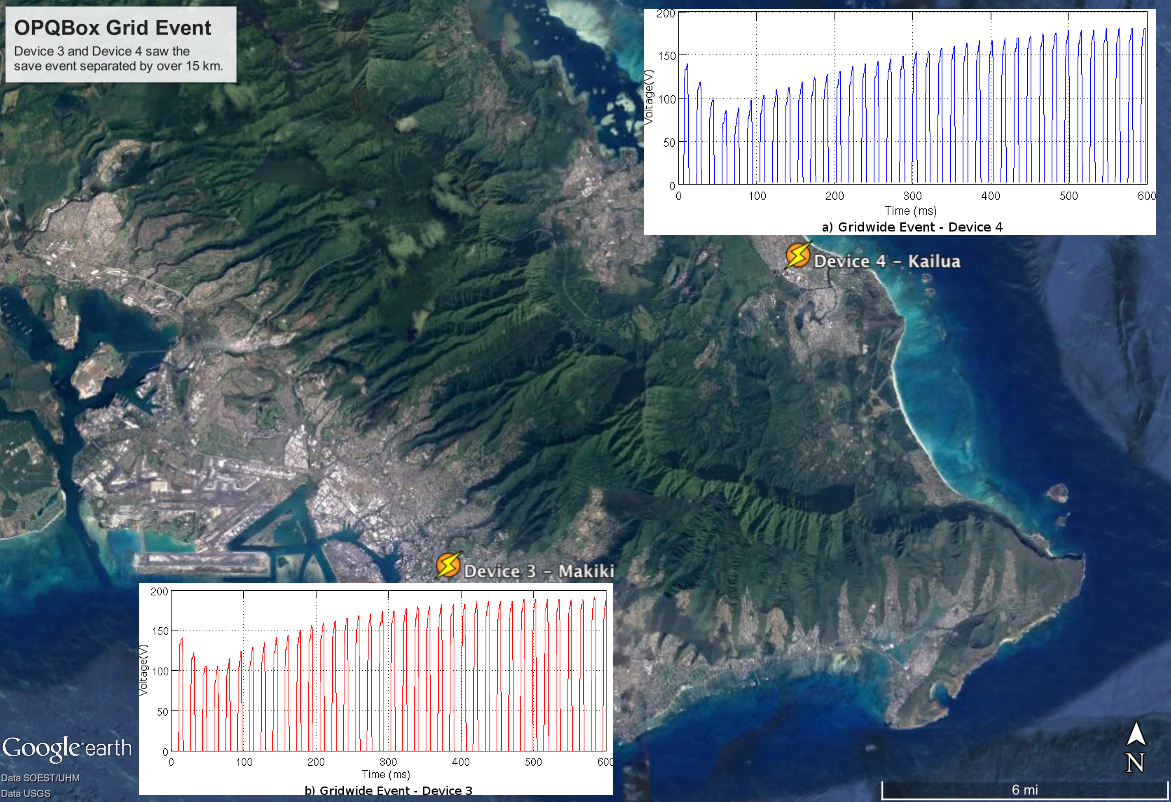 OPQBox Grid Event
Device 3 and Device 4 saw the
save event separated by over 15 km.
200
150
100
50
0
Voltage(V)
0 100 200 300 400 500 600
Time (ms)
a) Gridwide Event - Device 4
Device 4 - Kailua
Device 3 - Makiki
200
150
100
50
0
Voltage(V)
0 100 200 300 400 500 600
Time (ms)
b) Gridwide Event - Device 3
Google earth
Data SOEST/UHM
Data USGS
N
6 mi